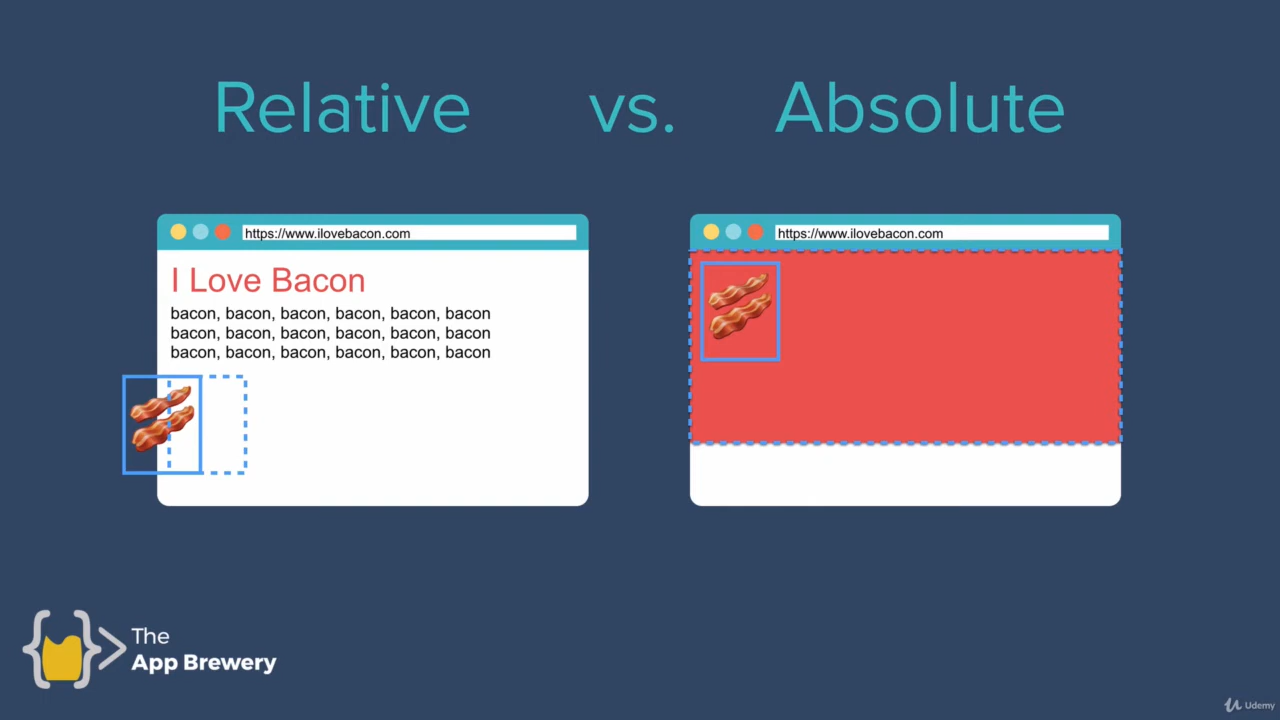 Relative vs. Absolute
https://www.ilovebacon.com
I Love Bacon
bacon, bacon, bacon, bacon, bacon, bacon
bacon, bacon, bacon, bacon, bacon, bacon
bacon, bacon, bacon, bacon, bacon, bacon
https://www.ilovebacon.com
The
App Brewery
Udemy